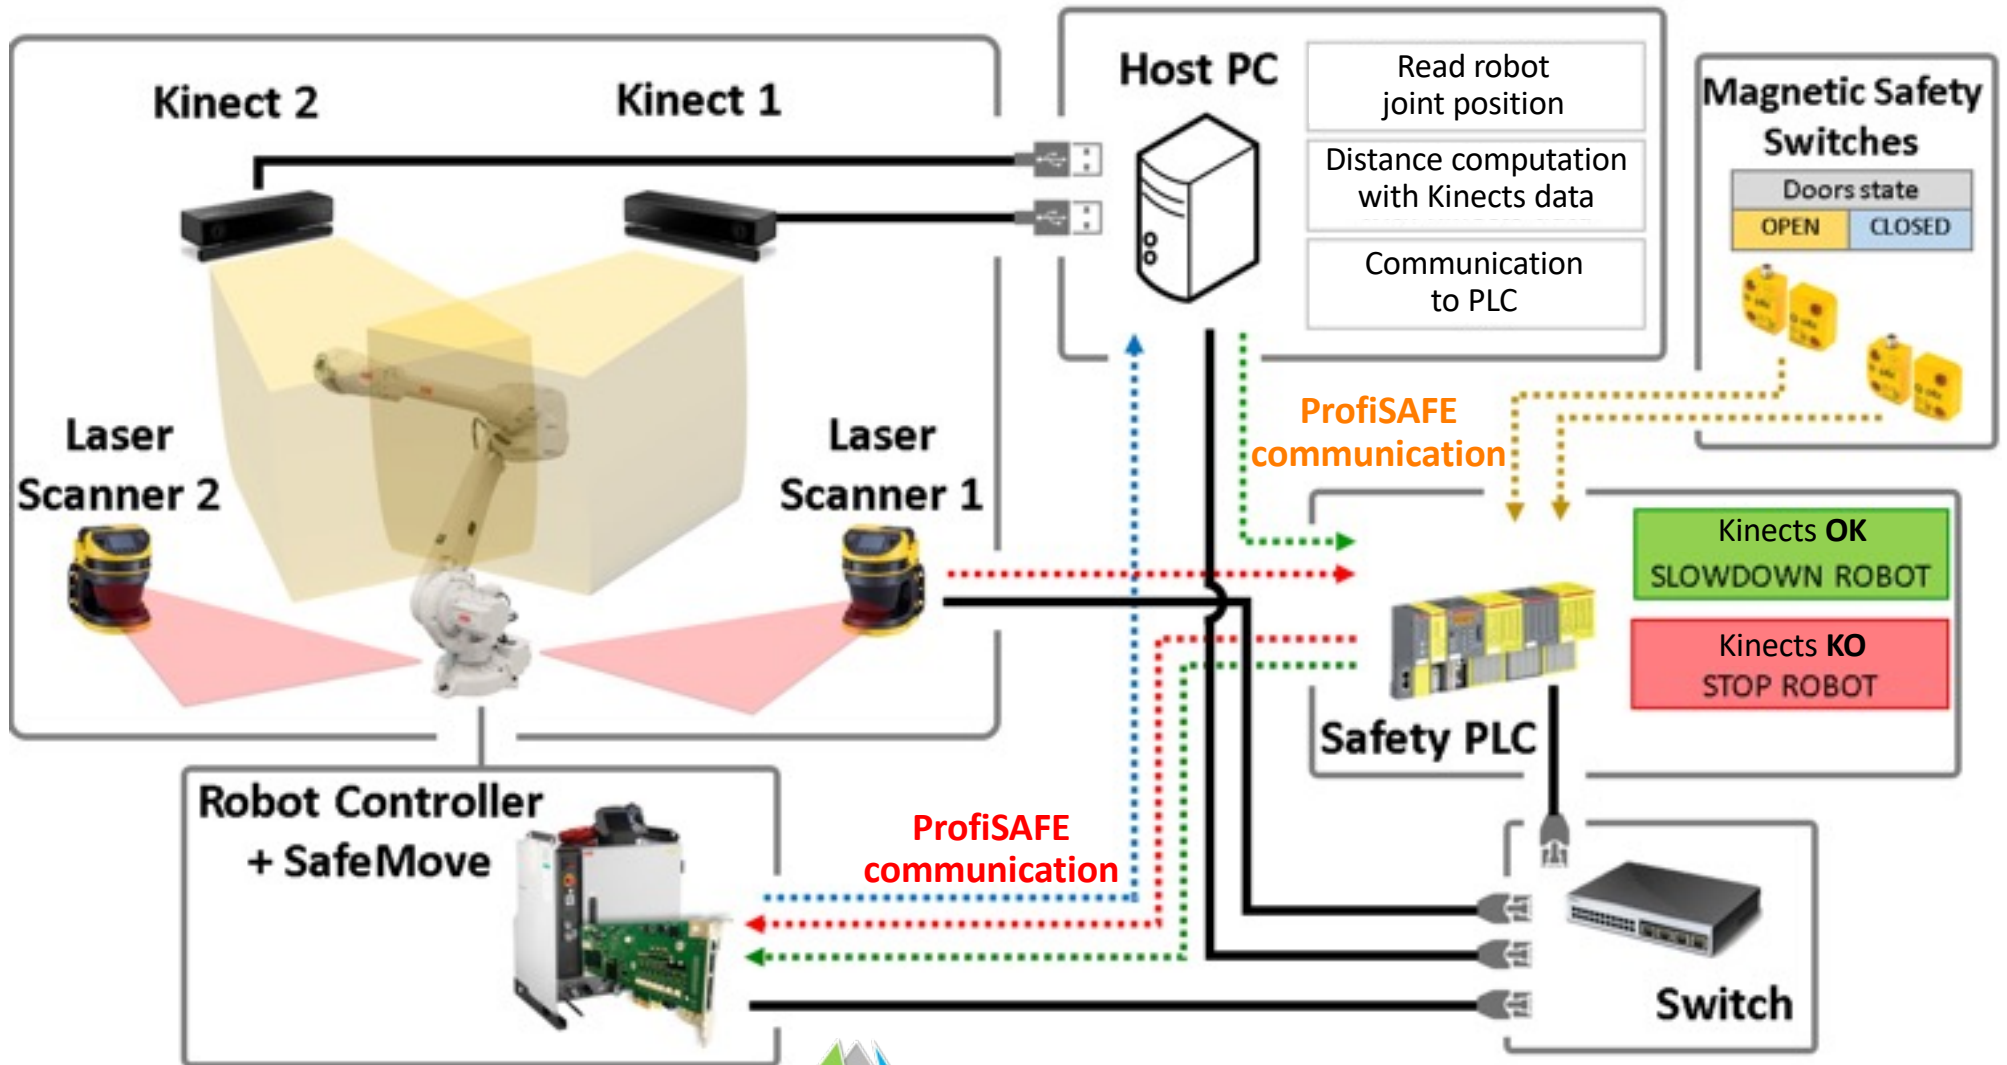 Kinect 2
Kinect 1
Laser
Scanner 2
Laser
Scanner 1
Host PC
Read robot
joint position
Distance computation
with Kinects data
Communication
to PLC
Magnetic Safety
Switches
Doors state
OPEN
CLOSED
ProfiSAFE
communication
Kinects OK
SLOWDOWN ROBOT
Kinects KO
STOP ROBOT
Safety PLC
Robot Controller
+ SafeMove
ProfiSAFE
communication
Switch